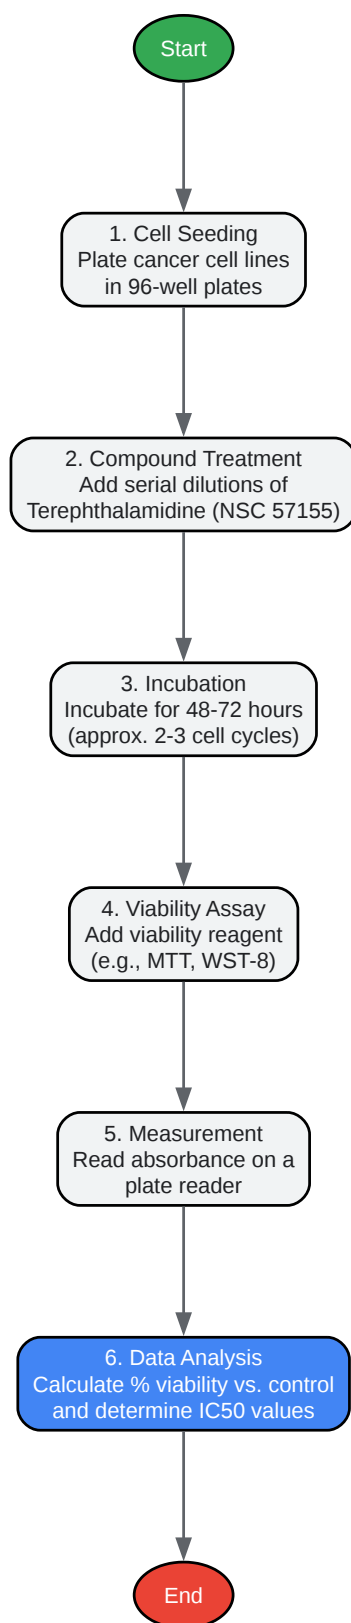 Start
1. Cell Seeding
Plate cancer cell lines
in 96-well plates
2. Compound Treatment
Add serial dilutions of
Terephthalamidine (NSC 57155)
3. Incubation
Incubate for 48-72 hours
(approx. 2-3 cell cycles)
4. Viability Assay
Add viability reagent
(e.g., MTT, WST-8)
5. Measurement
Read absorbance on a
plate reader
6. Data Analysis
Calculate % viability vs. control
and determine IC50 values
End